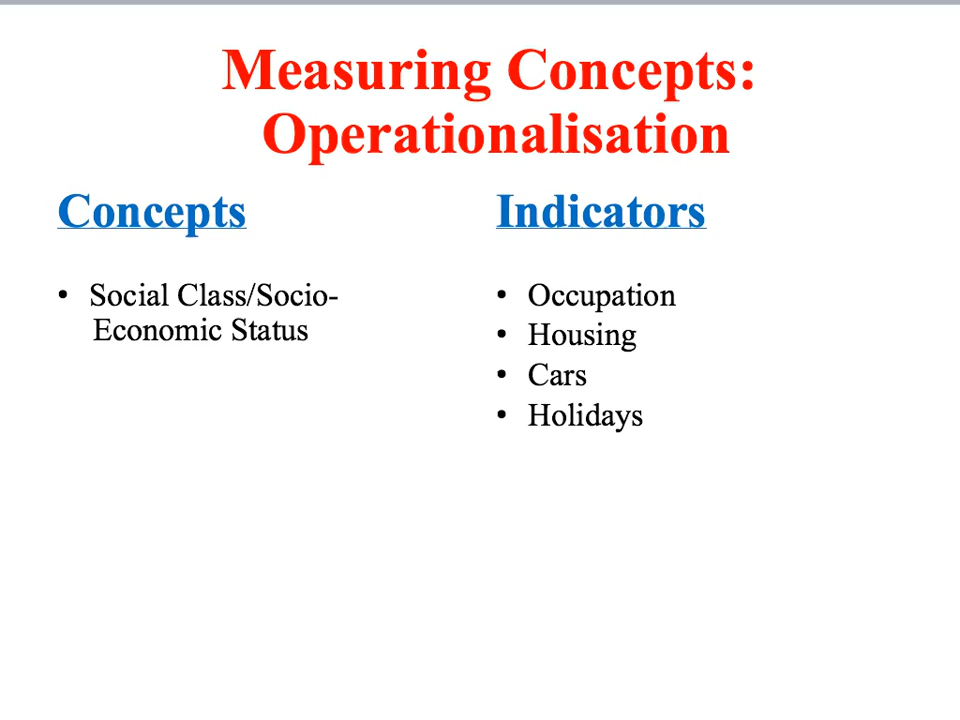 Measuring Concepts:
Operationalisation
Concepts
• Social Class/Socio-
Economic Status
Indicators
• Occupation
• Housing
• Cars
• Holidays